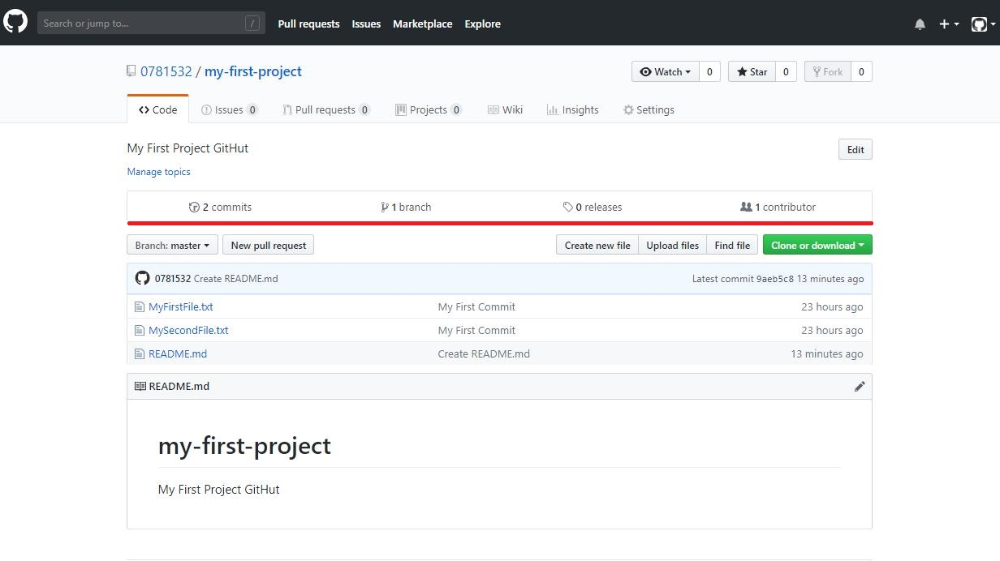 Search or jump to... / Pull requests Issues Marketplace Explore
0781532 / my-first-project Watch 0 Star 0 Fork 0
Code Issues 0 Pull requests 0 Projects 0 Wiki Insights Settings
My First Project GitHut Edit
Manage topics
2 commits 1 branch 0 releases 1 contributor
Branch: master New pull request Create new file Upload files Find file Clone or download
0781532 Create README.md Latest commit 9aeb5c8 13 minutes ago
MyFirstFile.txt My First Commit 23 hours ago
MySecondFile.txt My First Commit 23 hours ago
README.md Create README.md 13 minutes ago
README.md
my-first-project
My First Project GitHut